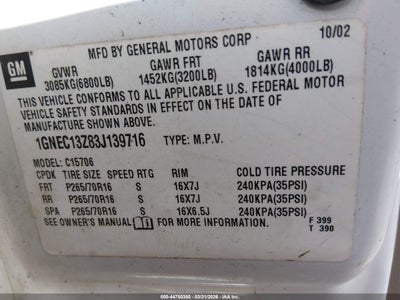 10/02
MFD BY GENERAL MOTORS CORP
GM
GVWR GAWR FRT GAWR RR
3085KG(6800LB) 1452KG(3200LB) 1814KG(4000LB)
THIS VEHICLE CONFORMS TO ALL APPLICABLE U.S. FEDERAL MOTOR
VEHICLE SAFETY STANDARDS IN EFFECT ON THE DATE OF
MANUFACTURE SHOWN ABOVE.
1GNEC13Z83J139716 TYPE: M.P.V.
MODEL: C15706
CPDK TIRE SIZE SPEED RTG RIM COLD TIRE PRESSURE
FRT P265/70R16 S 16X7J 240KPA(35PSI)
RR P265/70R16 S 16X7J 240KPA(35PSI)
SPA P265/70R16 S 16X6.5J 240KPA(35PSI)
SEE OWNER'S MANUAL FOR MORE INFORMATION.
F 399
T 390
000-44750360 - 03/31/2026 - IAAI.COM